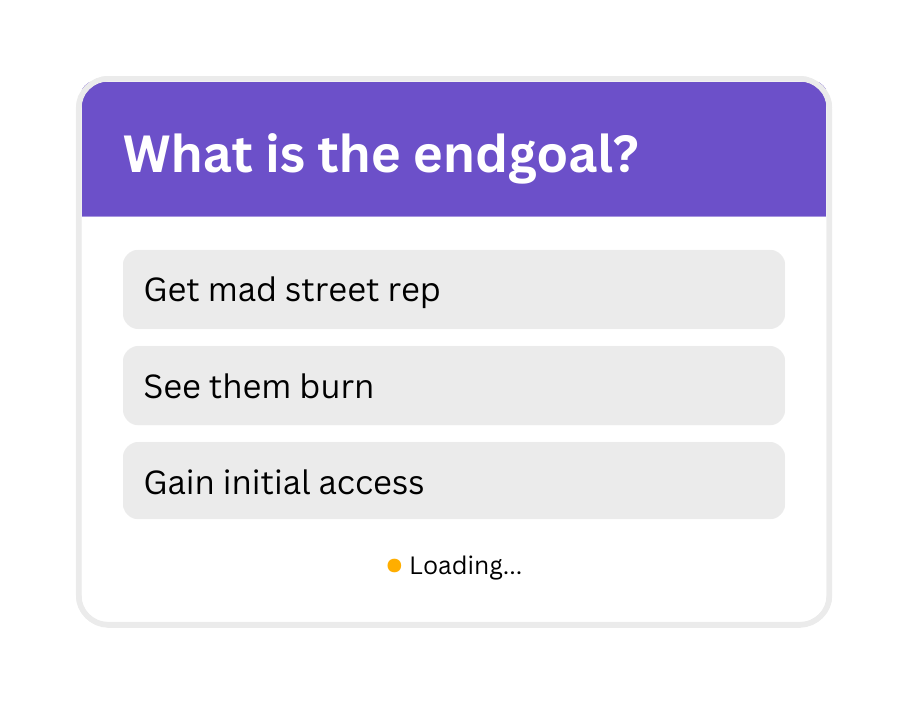 What is the endgoal?
Get mad street rep
See them burn
Gain initial access
Loading...